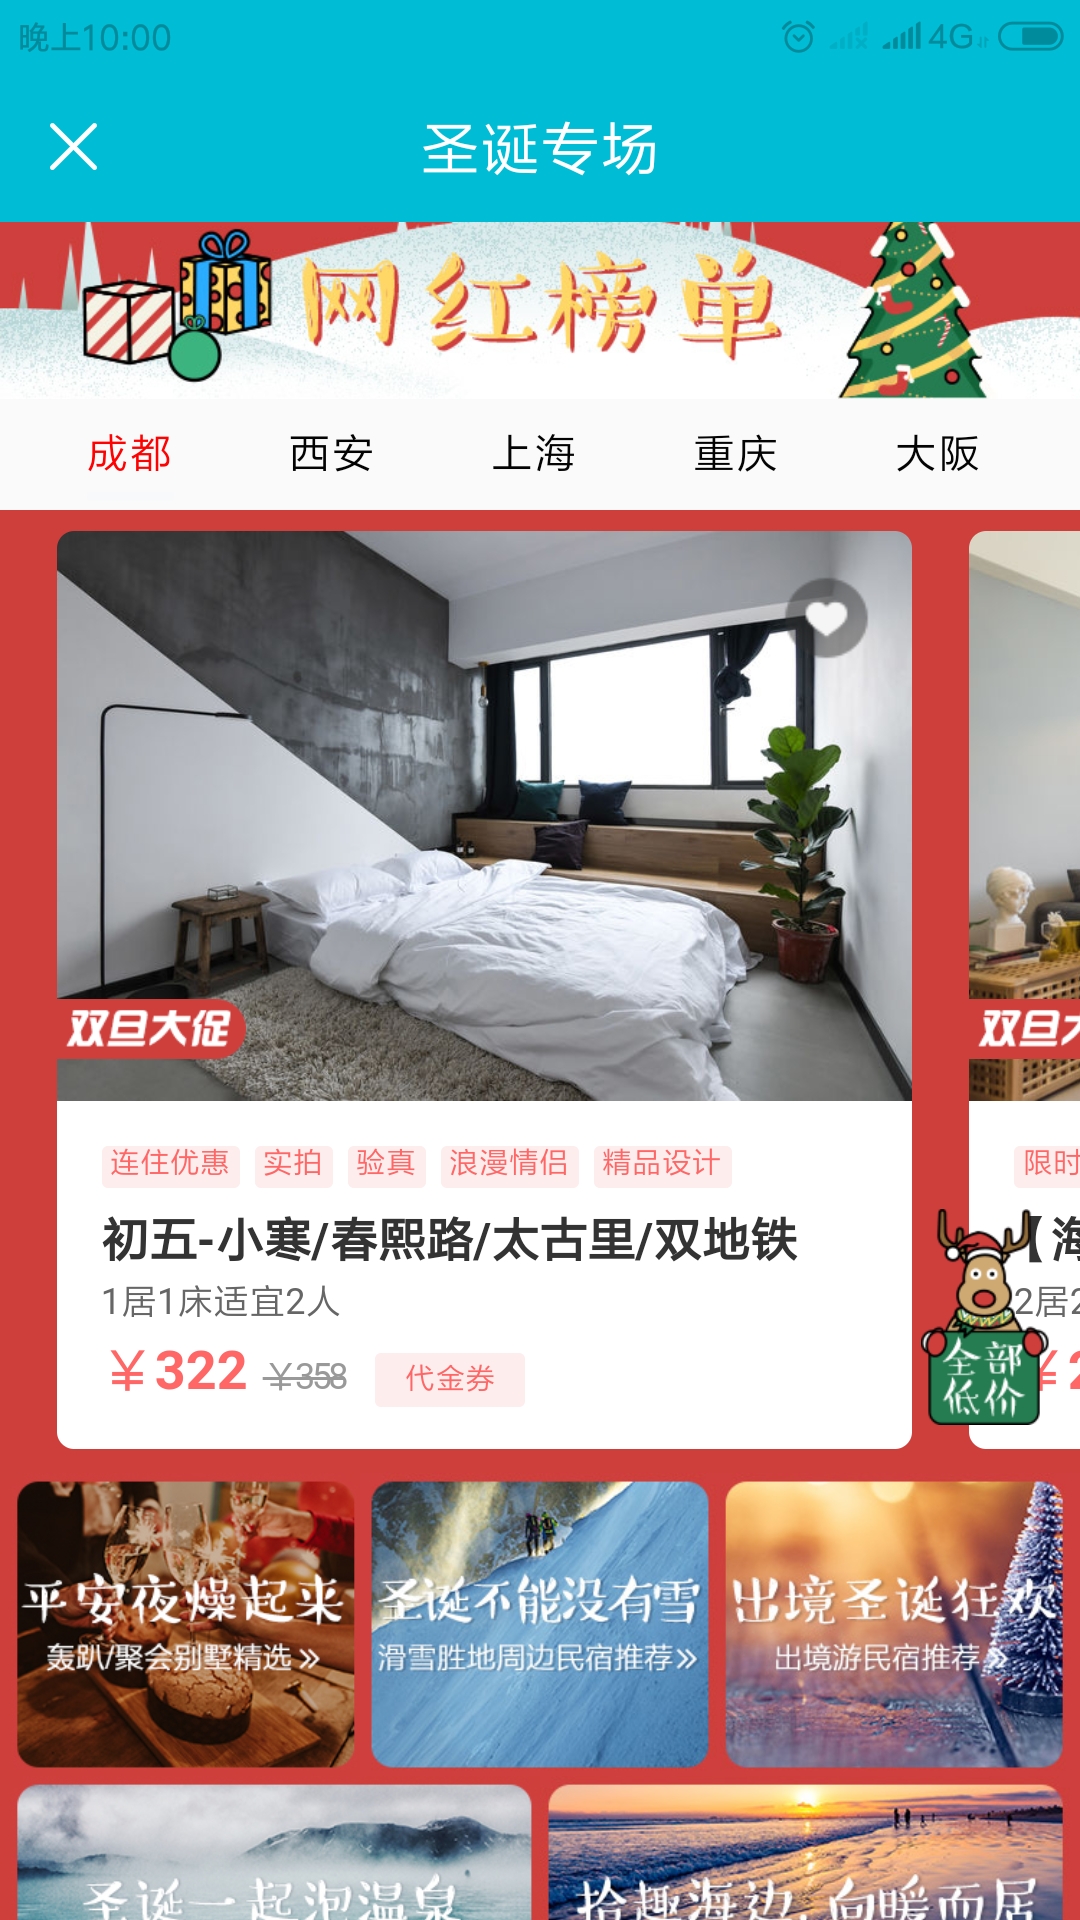 晚上10:00
4G
圣诞专场
网红榜单
成都 西安 上海 重庆 大阪
双旦大促
双旦大
连住优惠 实拍 验真 浪漫情侣 精品设计
限时
初五-小寒/春熙路/太古里/双地铁
【海
1居1床适宜2人
2居2
￥322 ￥358 代金券
¥2
全部
低价
平安夜燥起来
轰趴/聚会别墅精选»
圣诞不能没有雪
滑雪胜地周边民宿推荐»
出境圣诞狂欢
出境游民宿推荐»
圣诞一起泡温泉
拾趣海边,向暖而居